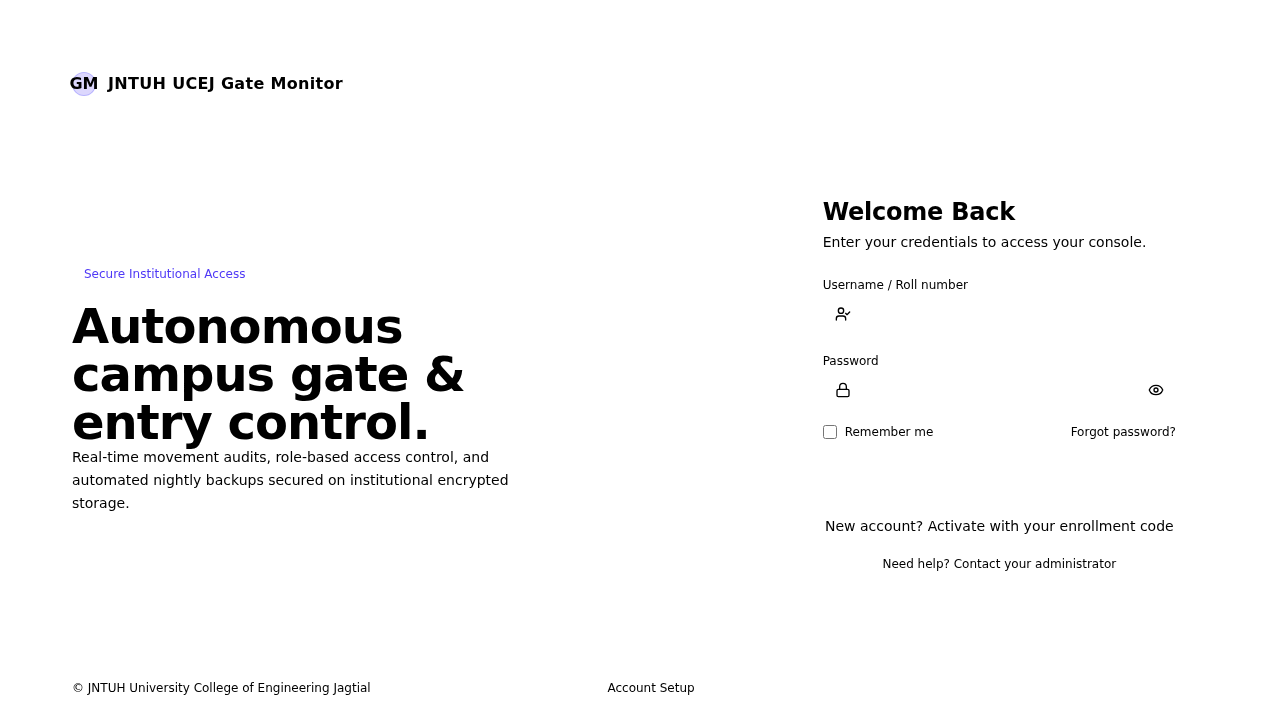 GM JNTUH UCEJ Gate Monitor
Secure Institutional Access
Autonomous
campus gate &
entry control.
Real-time movement audits, role-based access control, and
automated nightly backups secured on institutional encrypted
storage.
© JNTUH University College of Engineering Jagtial
Account Setup
Welcome Back
Enter your credentials to access your console.
Username / Roll number
Password
Remember me
Forgot password?
New account? Activate with your enrollment code
Need help? Contact your administrator